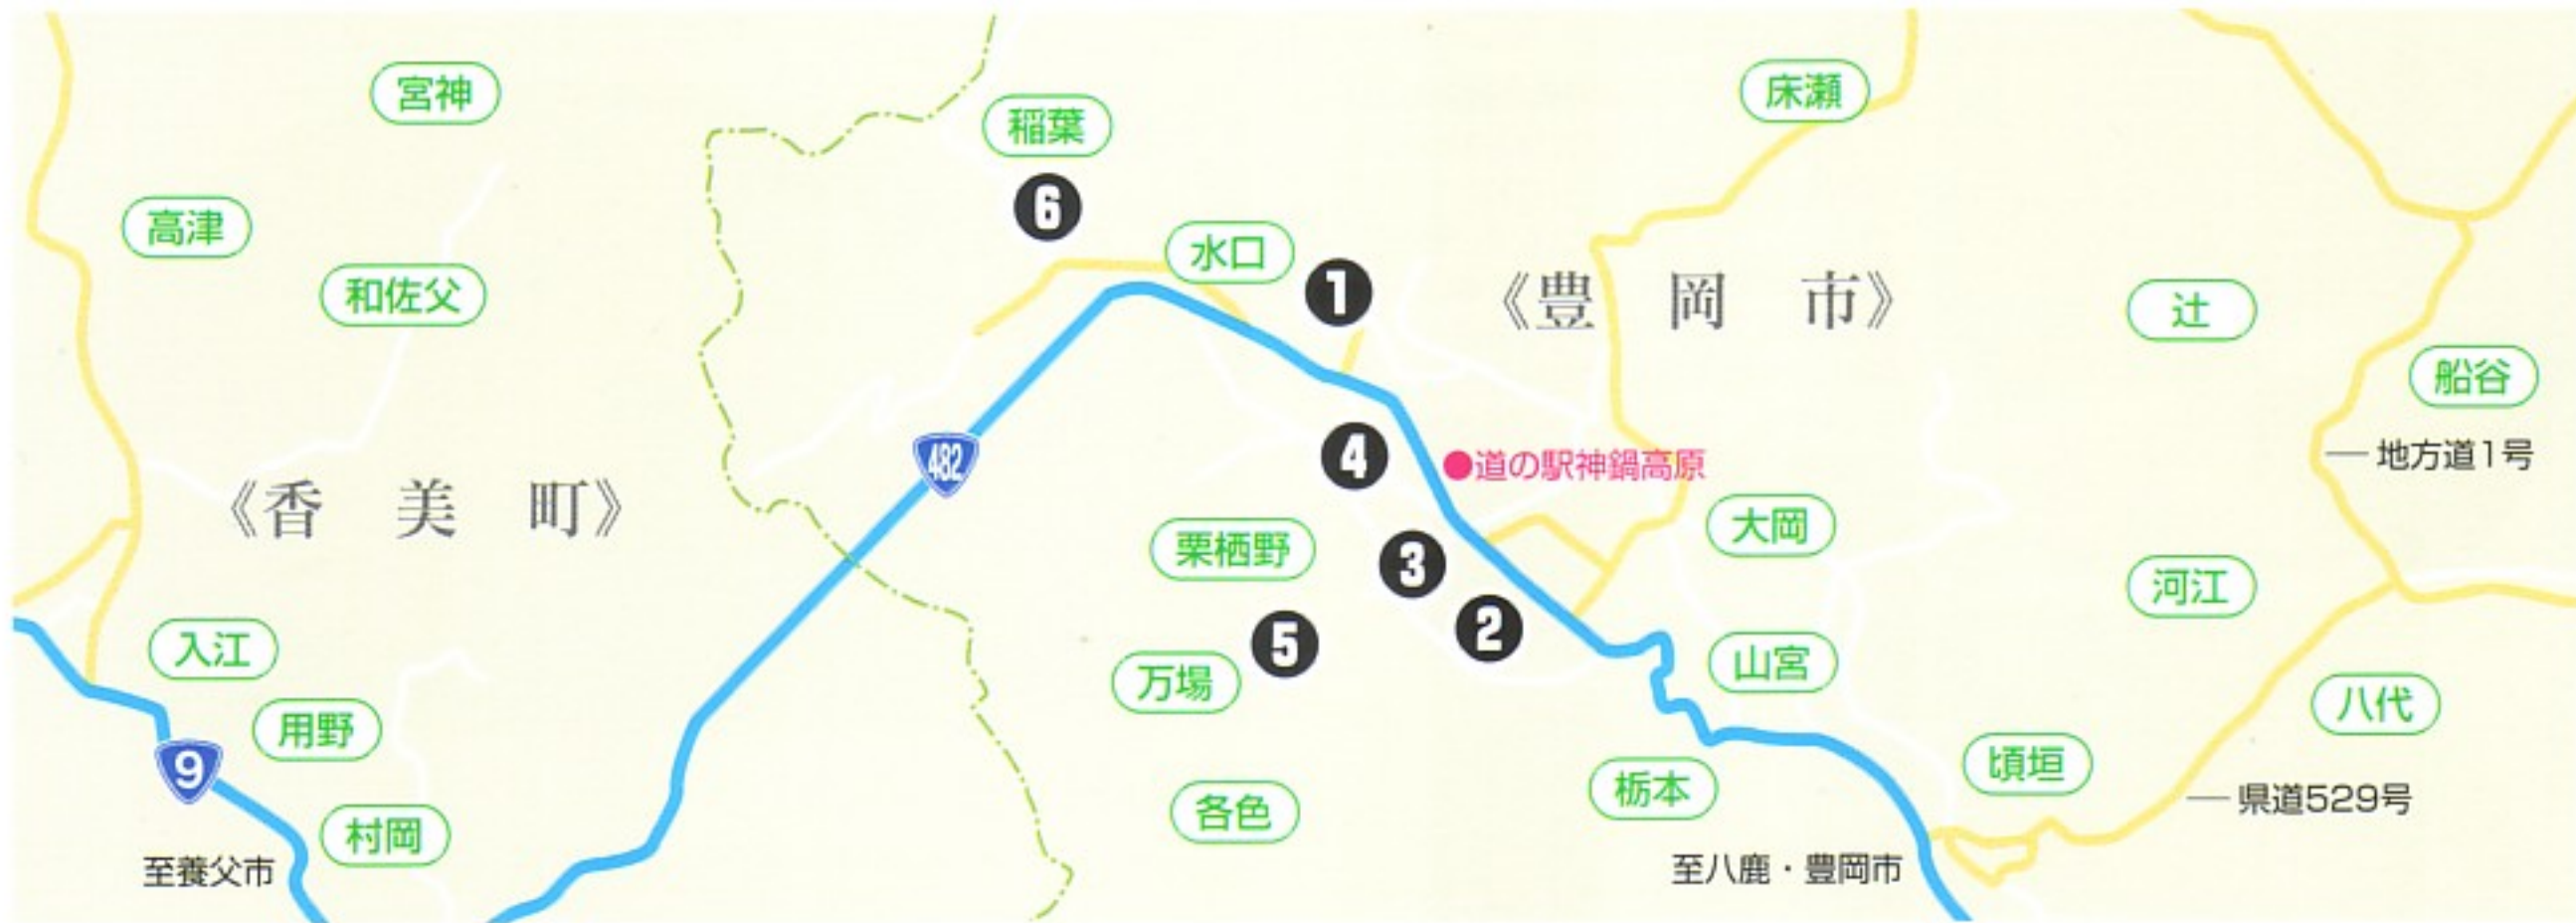 宮神
床瀬
稲葉
6
高津
水口
和佐父
1
《豊 岡 市》
辻
船谷
482
4
●道の駅神鍋高原
地方道1号
《香 美 町》
大岡
栗栖野
3
河江
入江
5
2
山宮
万場
八代
用野
9
頃垣
栃本
県道529号
各色
村岡
至養父市
至八鹿・豊岡市